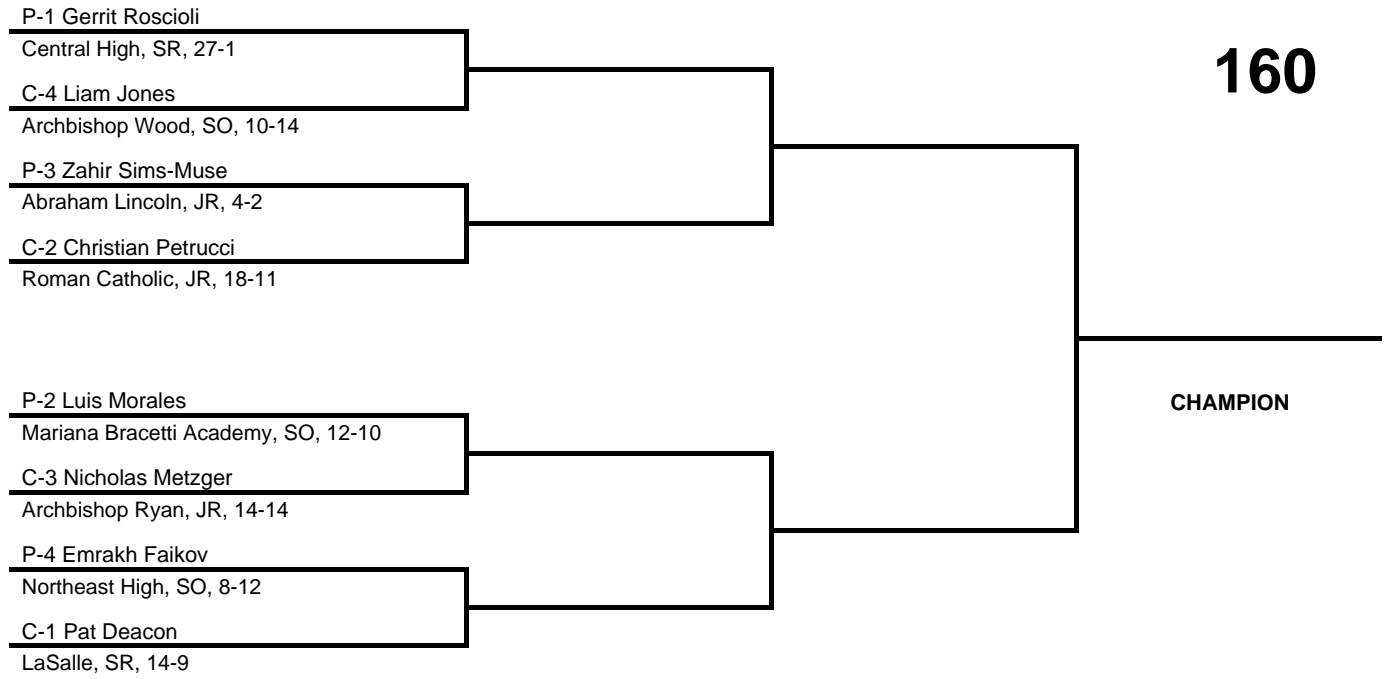 P-1 Gerrit Roscioli
Central High, SR, 27-1
160
C-4 Liam Jones
Archbishop Wood, SO, 10-14
P-3 Zahir Sims-Muse
Abraham Lincoln, JR, 4-2
C-2 Christian Petrucci
Roman Catholic, JR, 18-11
P-2 Luis Morales
CHAMPION
Mariana Bracetti Academy, SO, 12-10
C-3 Nicholas Metzger
Archbishop Ryan, JR, 14-14
P-4 Emrakh Faikov
Northeast High, SO, 8-12
C-1 Pat Deacon
LaSalle, SR, 14-9